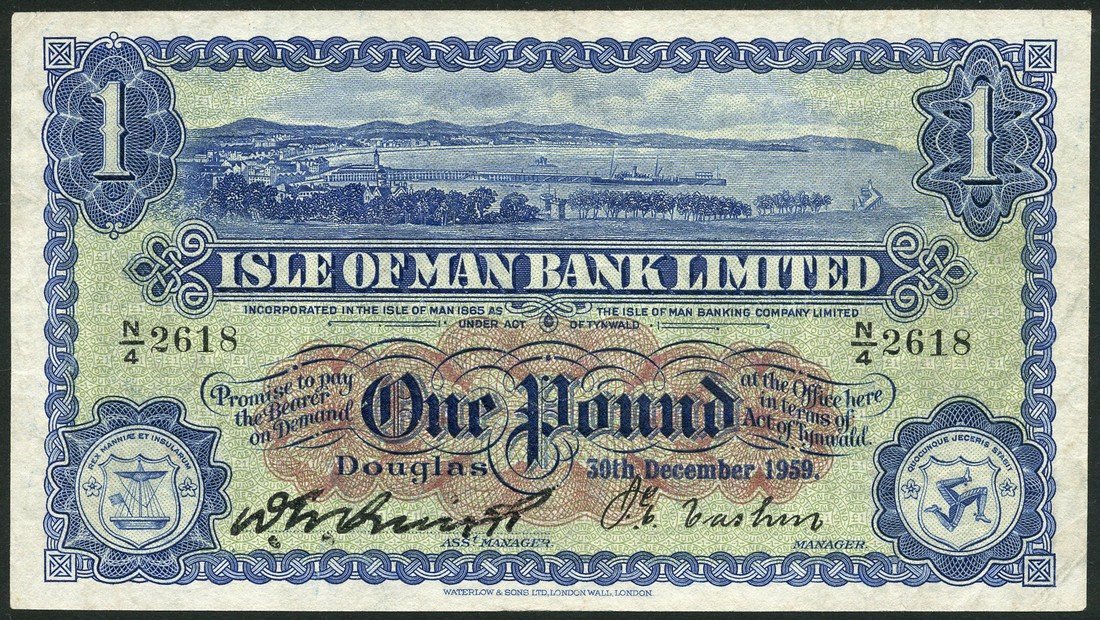 1 1
ISLE OF MAN BANK LIMITED
INCORPORATED IN THE ISLE OF MAN 1865 AS THE ISLE OF MAN BANKING COMPANY LIMITED
UNDER ACT OF TYNWALD
N/4 2618 N/4 2618
Promise to pay
the Bearer
on Demand
One Pound
at the Office here
in terms of
Act of Tynwald.
Douglas 30th December 1959.
REX MANNIÆ ET INSULARUM
QUOCUNQUE JECERIS STABIT
J. E. Cashin
ASST MANAGER. MANAGER.
WATERLOW & SONS LTD, LONDON WALL, LONDON.